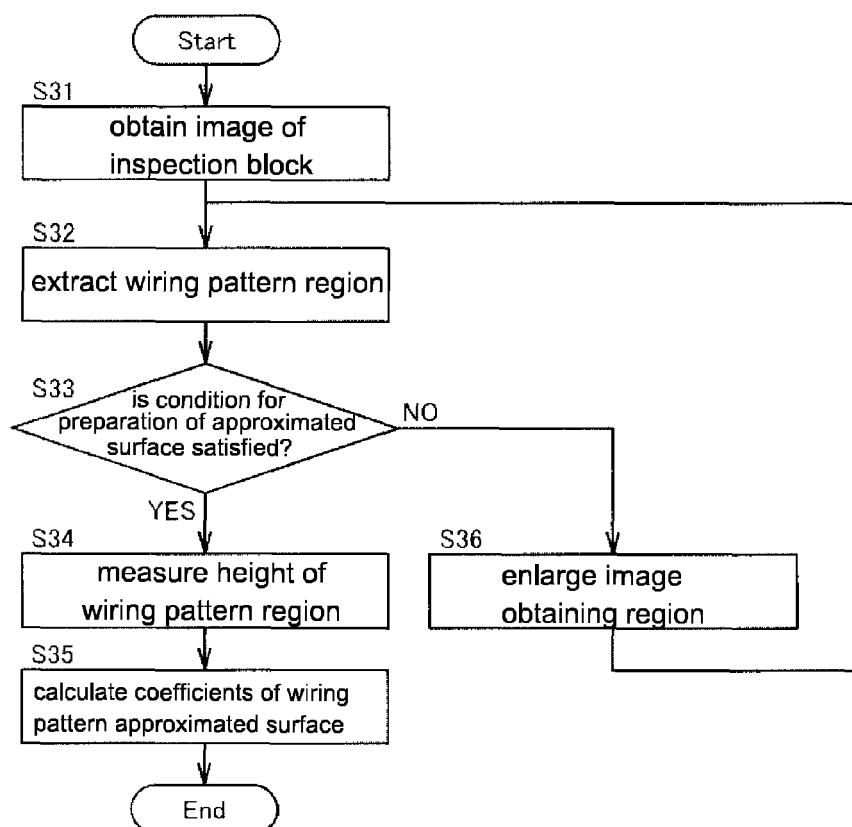 Start
S31
obtain image of
inspection block
S32
extract wiring pattern region
S33
is condition for
preparation of approximated
surface satisfied?
NO
YES
S34
measure height of
wiring pattern region
S36
enlarge image
obtaining region
S35
calculate coefficients of wiring
pattern approximated surface
End